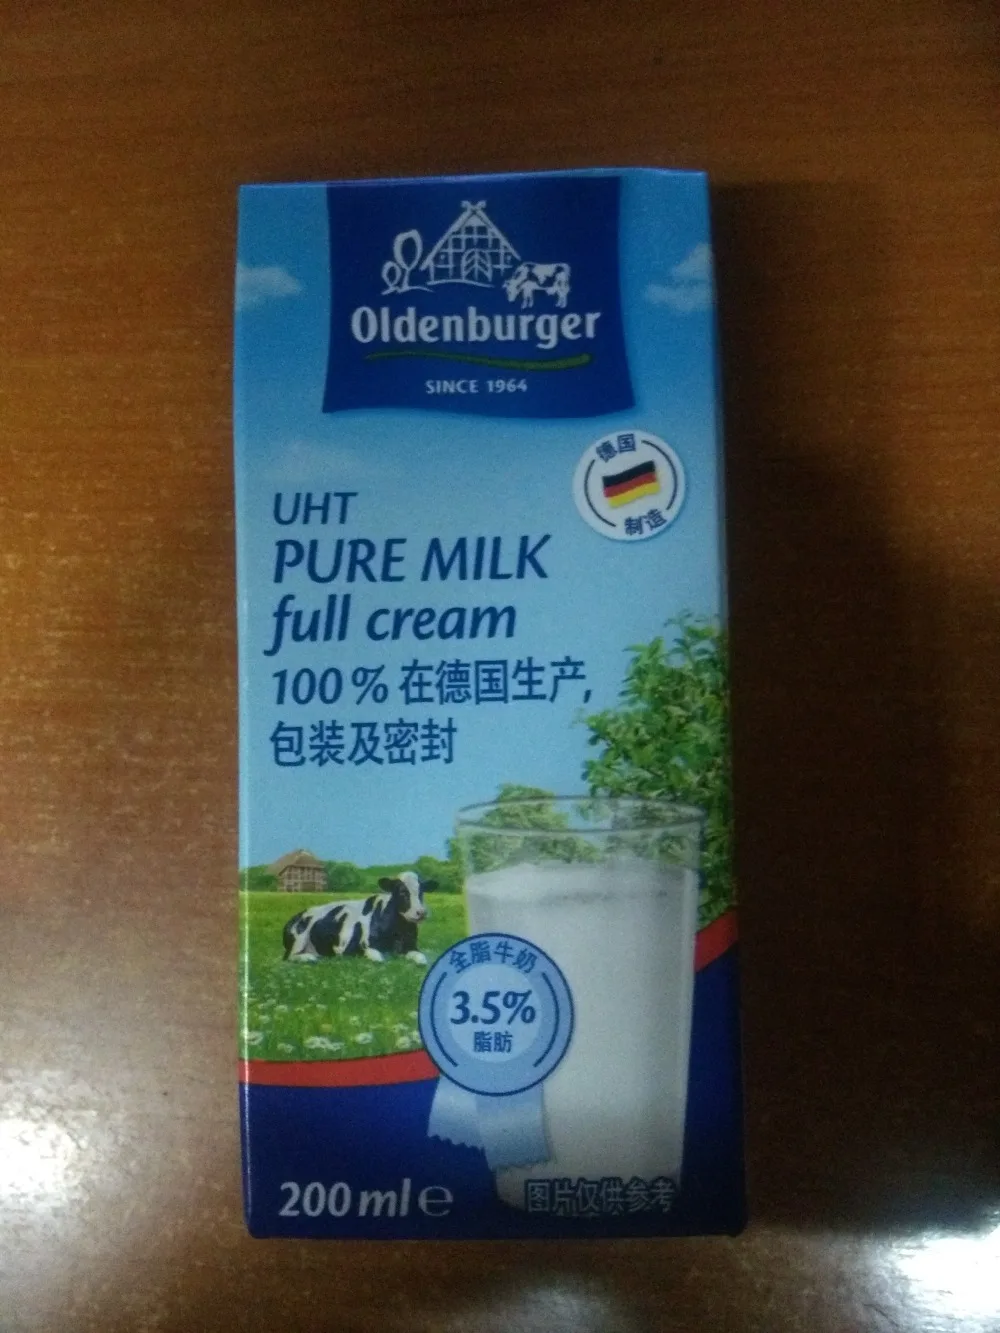 Oldenburger
SINCE 1964
德国
制造
UHT
PURE MILK
full cream
100% 在德国生产,
包装及密封
全脂牛奶
3.5%
脂肪
200 ml e
图片仅供参考